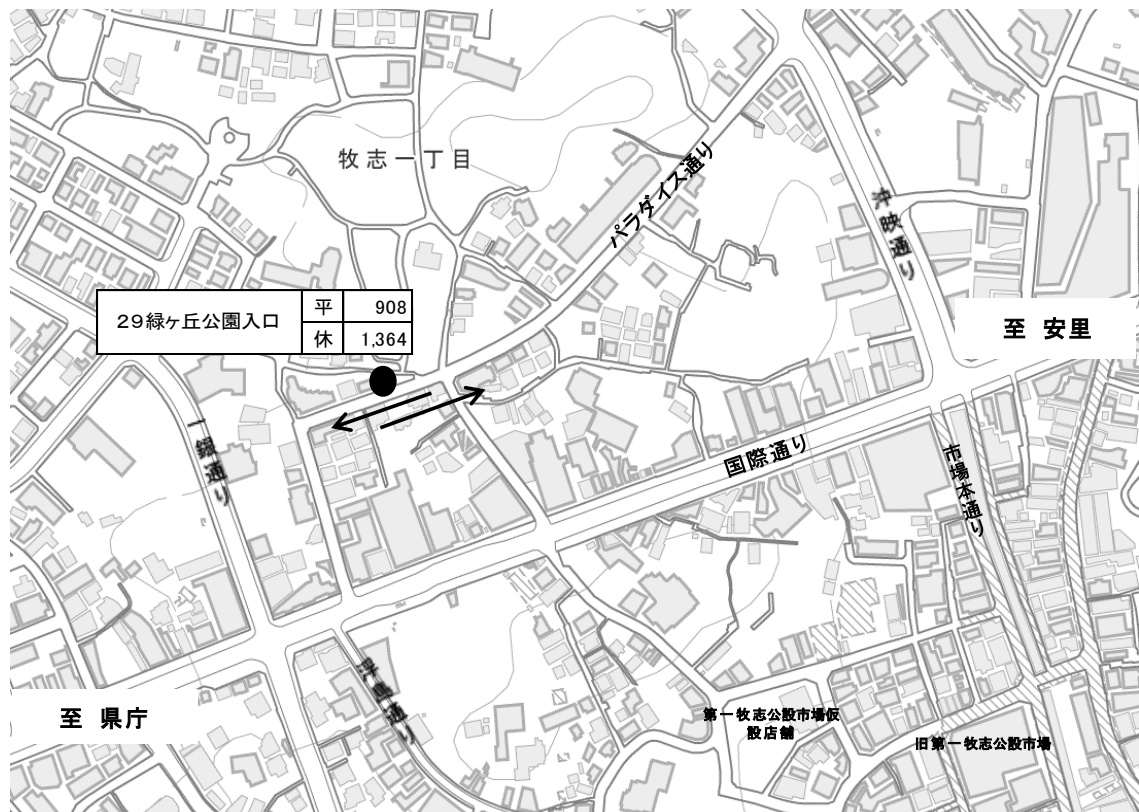 牧志一丁目
パラダイス通り
沖映通り
29緑ヶ丘公園入口
平 908
休 1,364
至 安里
一銀通り
国際通り
市場本通り
浮島通り
至 県庁
第一牧志公設市場仮
設店舗
旧第一牧志公設市場